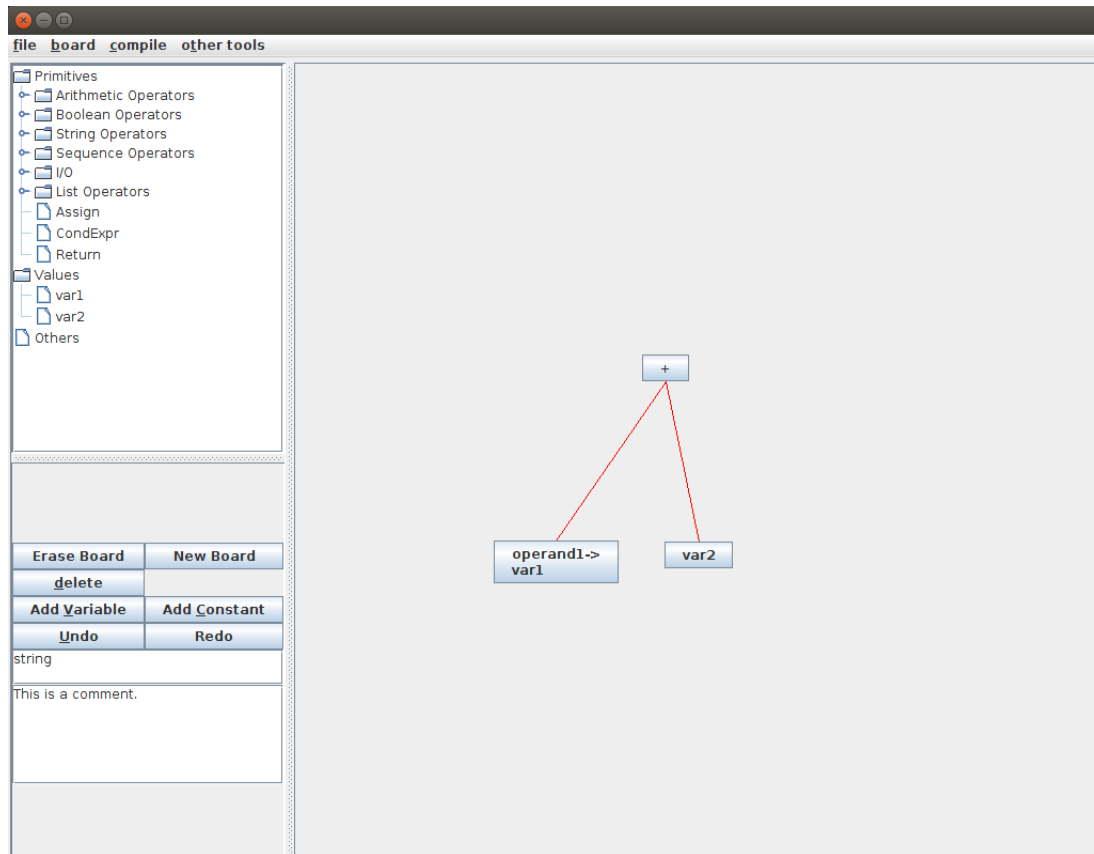 file board compile other tools
Primitives
Arithmetic Operators
Boolean Operators
String Operators
Sequence Operators
I/O
List Operators
Assign
CondExpr
Return
Values
var1
var2
Others
Erase Board New Board
delete
Add Variable Add Constant
Undo Redo
string
This is a comment.
+
operand1->
var1
var2